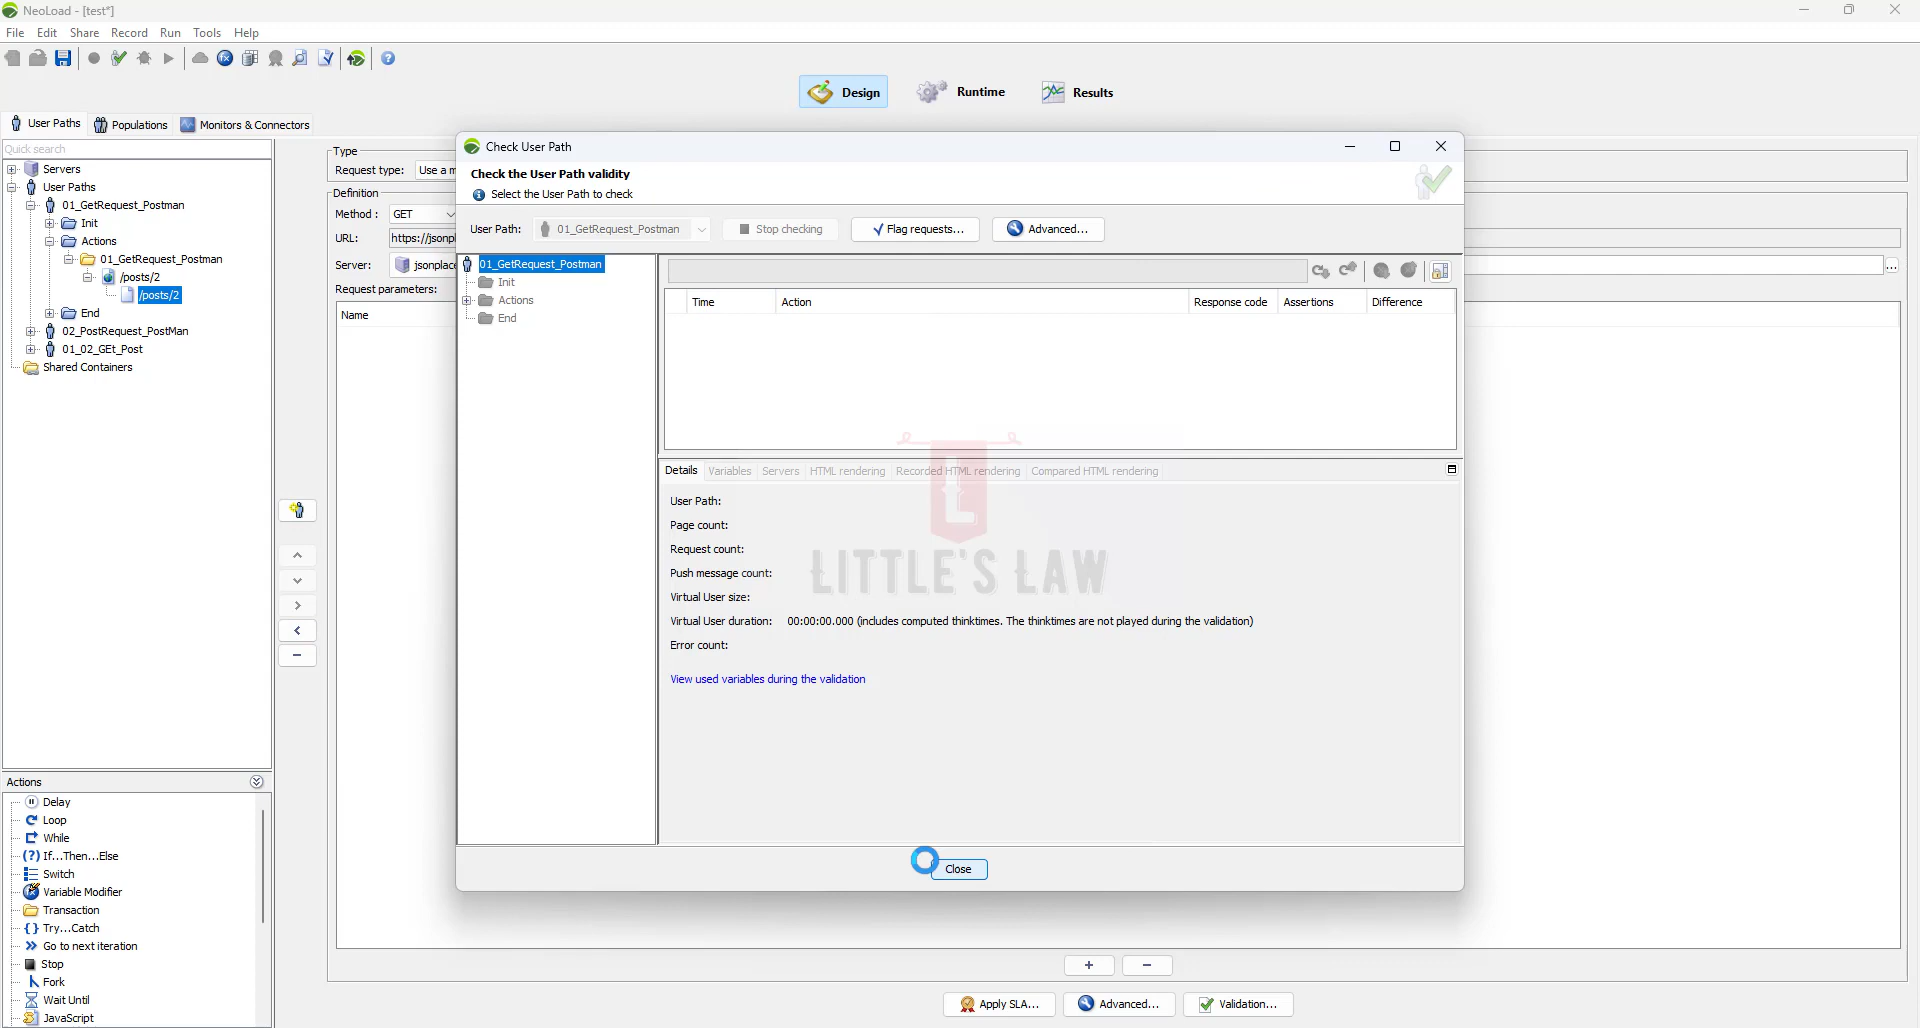 NeoLoad - [test*]
File Edit Share Record Run Tools Help
Design Runtime Results
User Paths Populations Monitors & Connectors
Quick search
Servers
User Paths
01_GetRequest_Postman
Init
Actions
01_GetRequest_Postman
/posts/2
/posts/2
End
02_PostRequest_PostMan
01_02_GEt_Post
Shared Containers
Actions
Delay
Loop
While
If...Then...Else
Switch
Variable Modifier
Transaction
Try...Catch
Go to next iteration
Stop
Fork
Wait Until
JavaScript
Type
Request type: Use a m
Definition
Method : GET
URL: https://jsonpl
Server: jsonplace
Request parameters:
Name
Check User Path
Check the User Path validity
Select the User Path to check
User Path: 01_GetRequest_Postman Stop checking Flag requests... Advanced...
01_GetRequest_Postman
Init
Actions
End
Time Action Response code Assertions Difference
Details Variables Servers HTML rendering Recorded HTML rendering Compared HTML rendering
User Path:
Page count:
Request count:
Push message count:
Virtual User size:
Virtual User duration: 00:00:00.000 (includes computed thinktimes. The thinktimes are not played during the validation)
Error count:
View used variables during the validation
L
LITTLE'S LAW
Close
+ −
Apply SLA... Advanced... Validation...